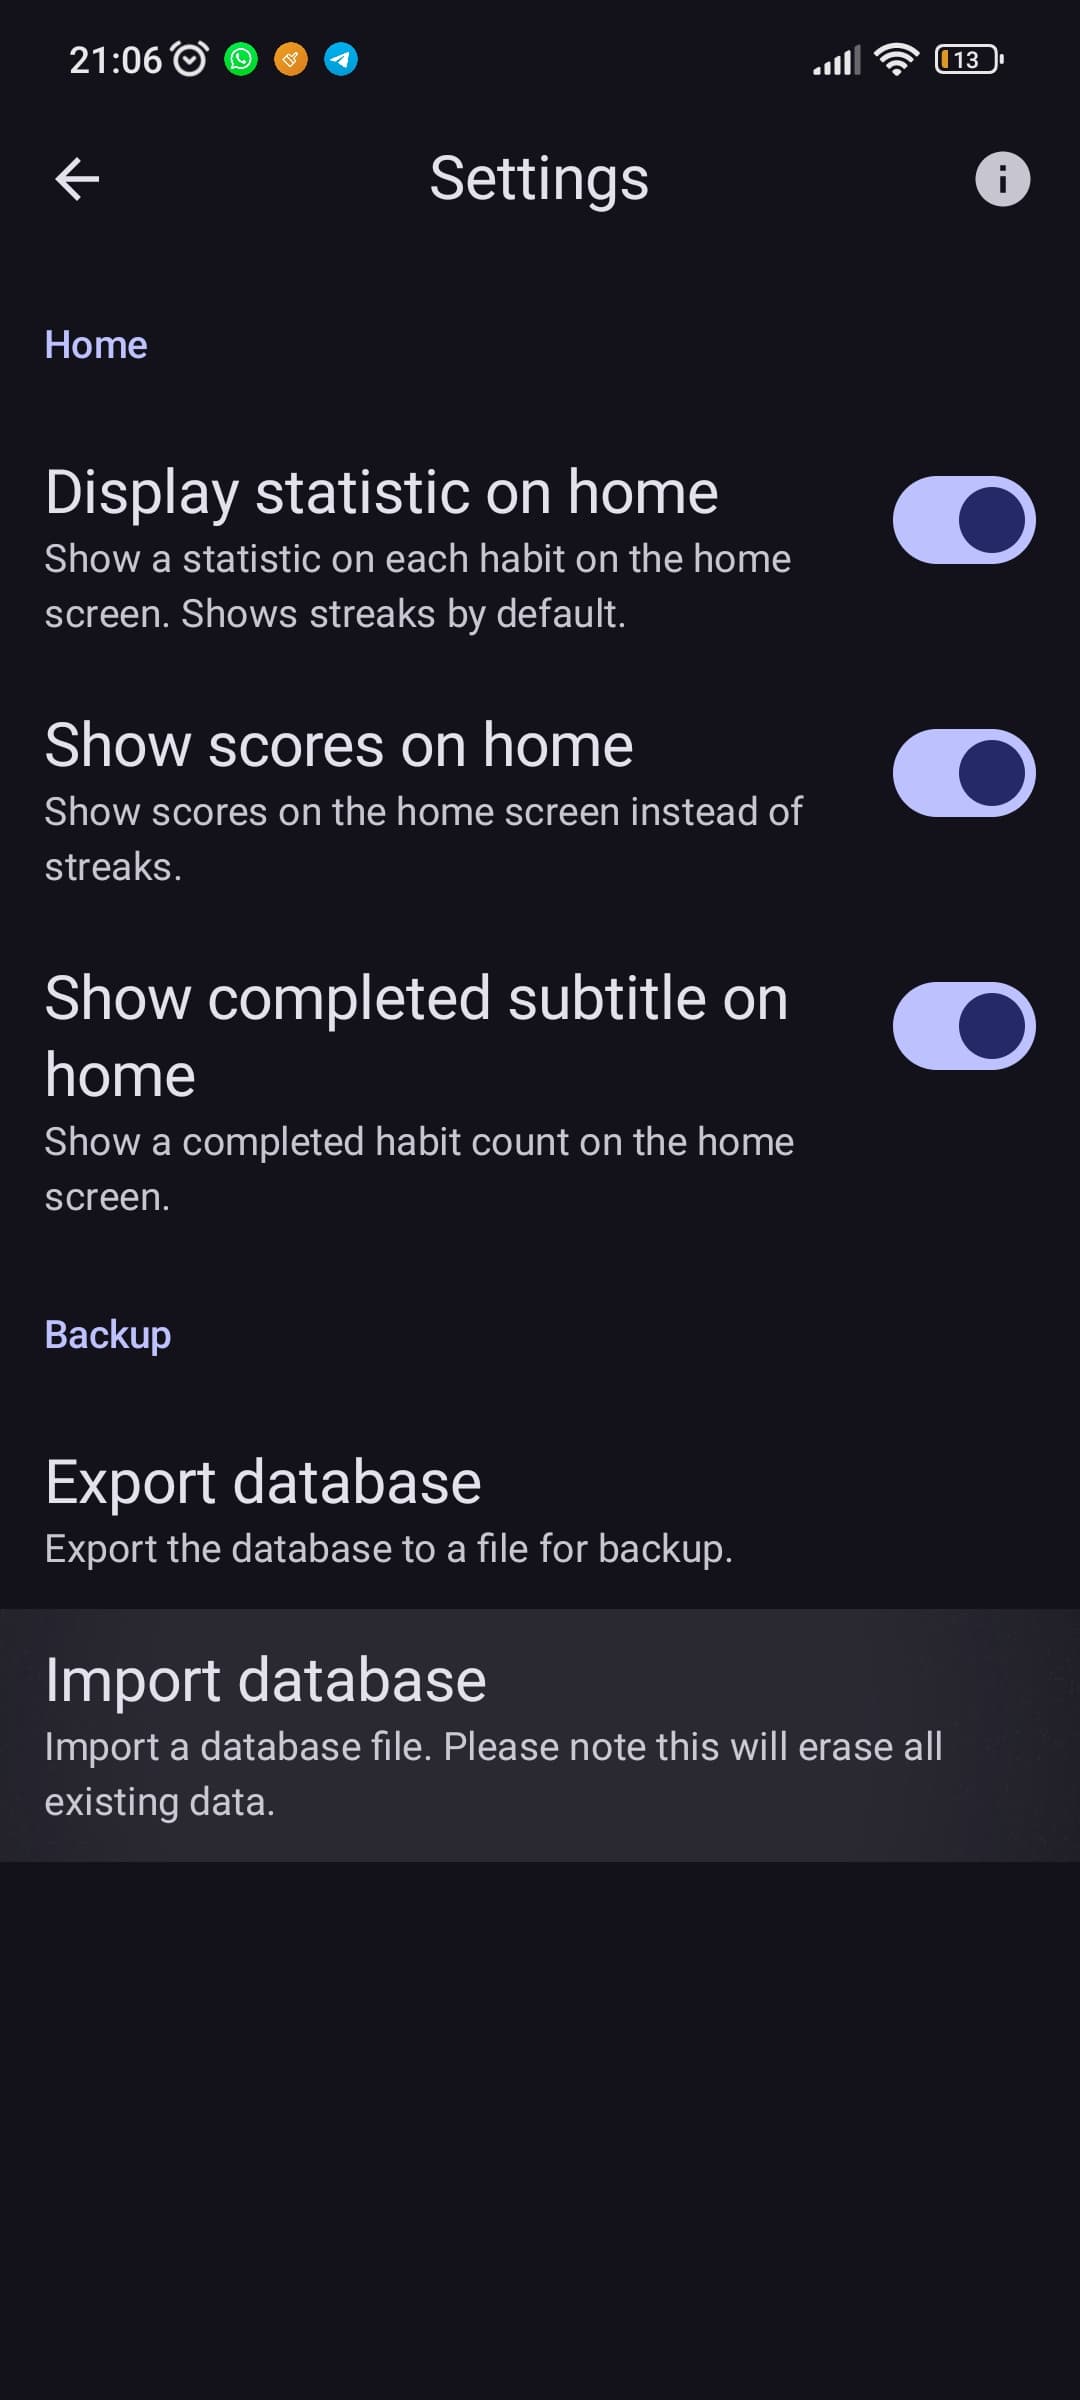 21:06
13
Settings
Home
Display statistic on home
Show a statistic on each habit on the home
screen. Shows streaks by default.
Show scores on home
Show scores on the home screen instead of
streaks.
Show completed subtitle on
home
Show a completed habit count on the home
screen.
Backup
Export database
Export the database to a file for backup.
Import database
Import a database file. Please note this will erase all
existing data.